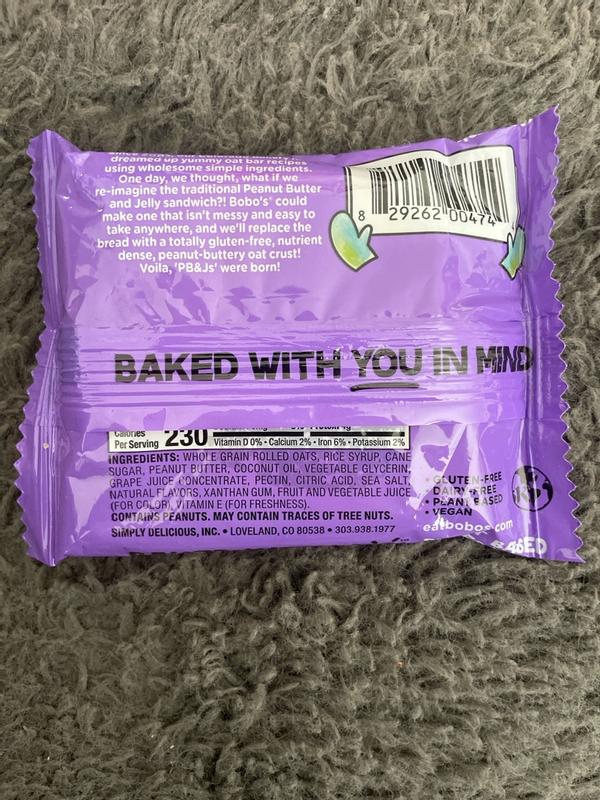 dreamed up yummy oat bar recipes
using wholesome simple ingredients.
One day, we thought, what if we
re-imagine the traditional Peanut Butter
and Jelly sandwich?! Bobo's® could
make one that isn't messy and easy to
take anywhere, and we'll replace the
bread with a totally gluten-free, nutrient
dense, peanut-buttery oat crust!
Voila, 'PB&Js' were born!
8 29262 00474
BAKED WITH YOU IN MIND
Calories
Per Serving 230
Vitamin D 0% • Calcium 2% • Iron 6% • Potassium 2%
INGREDIENTS: WHOLE GRAIN ROLLED OATS, RICE SYRUP, CANE
SUGAR, PEANUT BUTTER, COCONUT OIL, VEGETABLE GLYCERIN,
GRAPE JUICE CONCENTRATE, PECTIN, CITRIC ACID, SEA SALT,
NATURAL FLAVORS, XANTHAN GUM, FRUIT AND VEGETABLE JUICE
(FOR COLOR), VITAMIN E (FOR FRESHNESS).
CONTAINS PEANUTS. MAY CONTAIN TRACES OF TREE NUTS.
SIMPLY DELICIOUS, INC. • LOVELAND, CO 80538 • 303.938.1977
• GLUTEN-FREE
• DAIRY-FREE
• PLANT BASED
• VEGAN
eatbobos.com
BASED